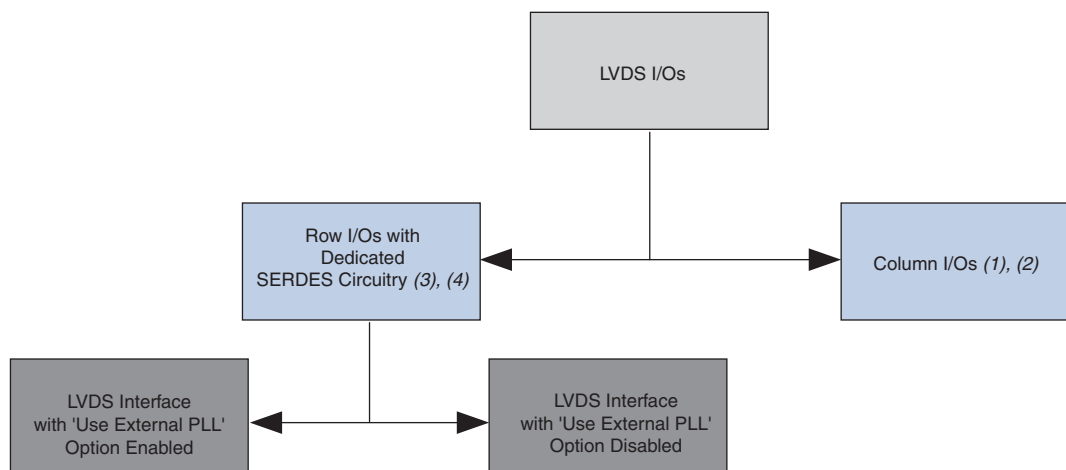 LVDS I/Os
Row I/Os with
Dedicated
SERDES Circuitry (3), (4)
Column I/Os (1), (2)
LVDS Interface
with 'Use External PLL'
Option Enabled
LVDS Interface
with 'Use External PLL'
Option Disabled